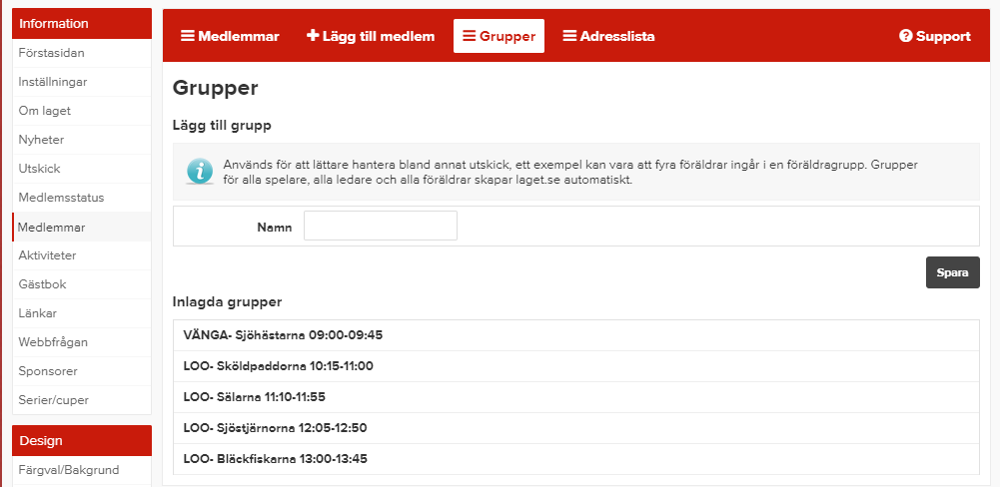 Information
Förstasidan
Inställningar
Om laget
Nyheter
Utskick
Medlemsstatus
Medlemmar
Aktiviteter
Gästbok
Länkar
Webbfrågan
Sponsorer
Serier/cuper
Design
Färgval/Bakgrund
Medlemmar
Lägg till medlem
Grupper
Adresslista
Support
Grupper
Lägg till grupp
Används för att lättare hantera bland annat utskick, ett exempel kan vara att fyra föräldrar ingår i en föräldragrupp. Grupper
för alla spelare, alla ledare och alla föräldrar skapar laget.se automatiskt.
Namn
Spara
Inlagda grupper
VÄNGA- Sjöhästarna 09:00-09:45
LOO- Sköldpaddorna 10:15-11:00
LOO- Sälarna 11:10-11:55
LOO- Sjöstjärnorna 12:05-12:50
LOO- Bläckfiskarna 13:00-13:45